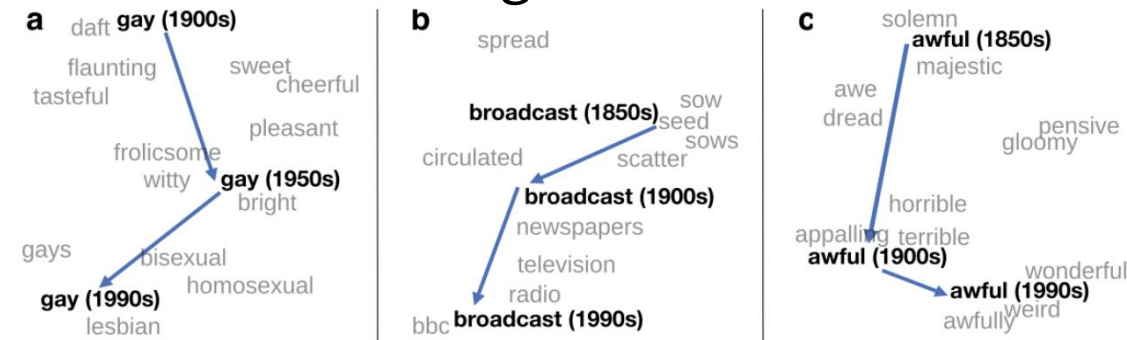 a
daft gay (1900s)
flaunting
sweet
cheerful
tasteful
pleasant
frolicsome
witty
gay (1950s)
bright
gays
bisexual
homosexual
gay (1990s)
lesbian
b
spread
broadcast (1850s)
sow
seed
sows
circulated
scatter
broadcast (1900s)
newspapers
television
radio
bbc broadcast (1990s)
c
solemn
awful (1850s)
majestic
awe
dread
pensive
gloomy
horrible
appalling terrible
awful (1900s)
wonderful
awful (1990s)
weird
awfully